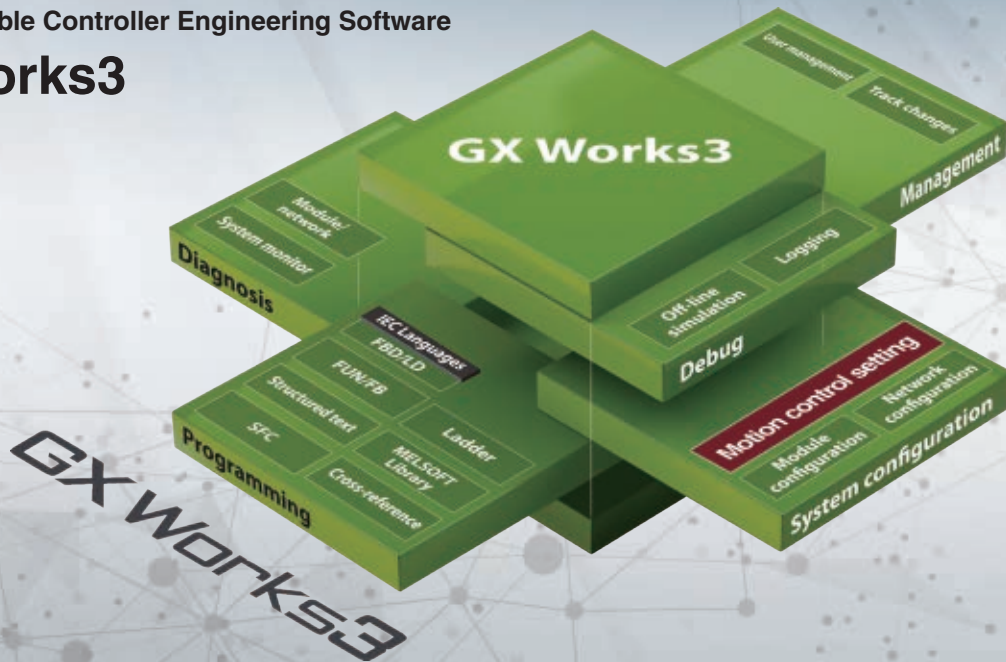 ble Controller Engineering Software
orks3
GX Works3
User management
Track changes
Management
Module/
network
System monitor
Diagnosis
Logging
Off-line
simulation
Debug
IEC Languages
FBD/LD
FUN/FB
Structured text
SFC
Ladder
MELSOFT
Library
Cross-reference
Programming
Motion control setting
Network
configuration
Module
configuration
System configuration
GX Works3